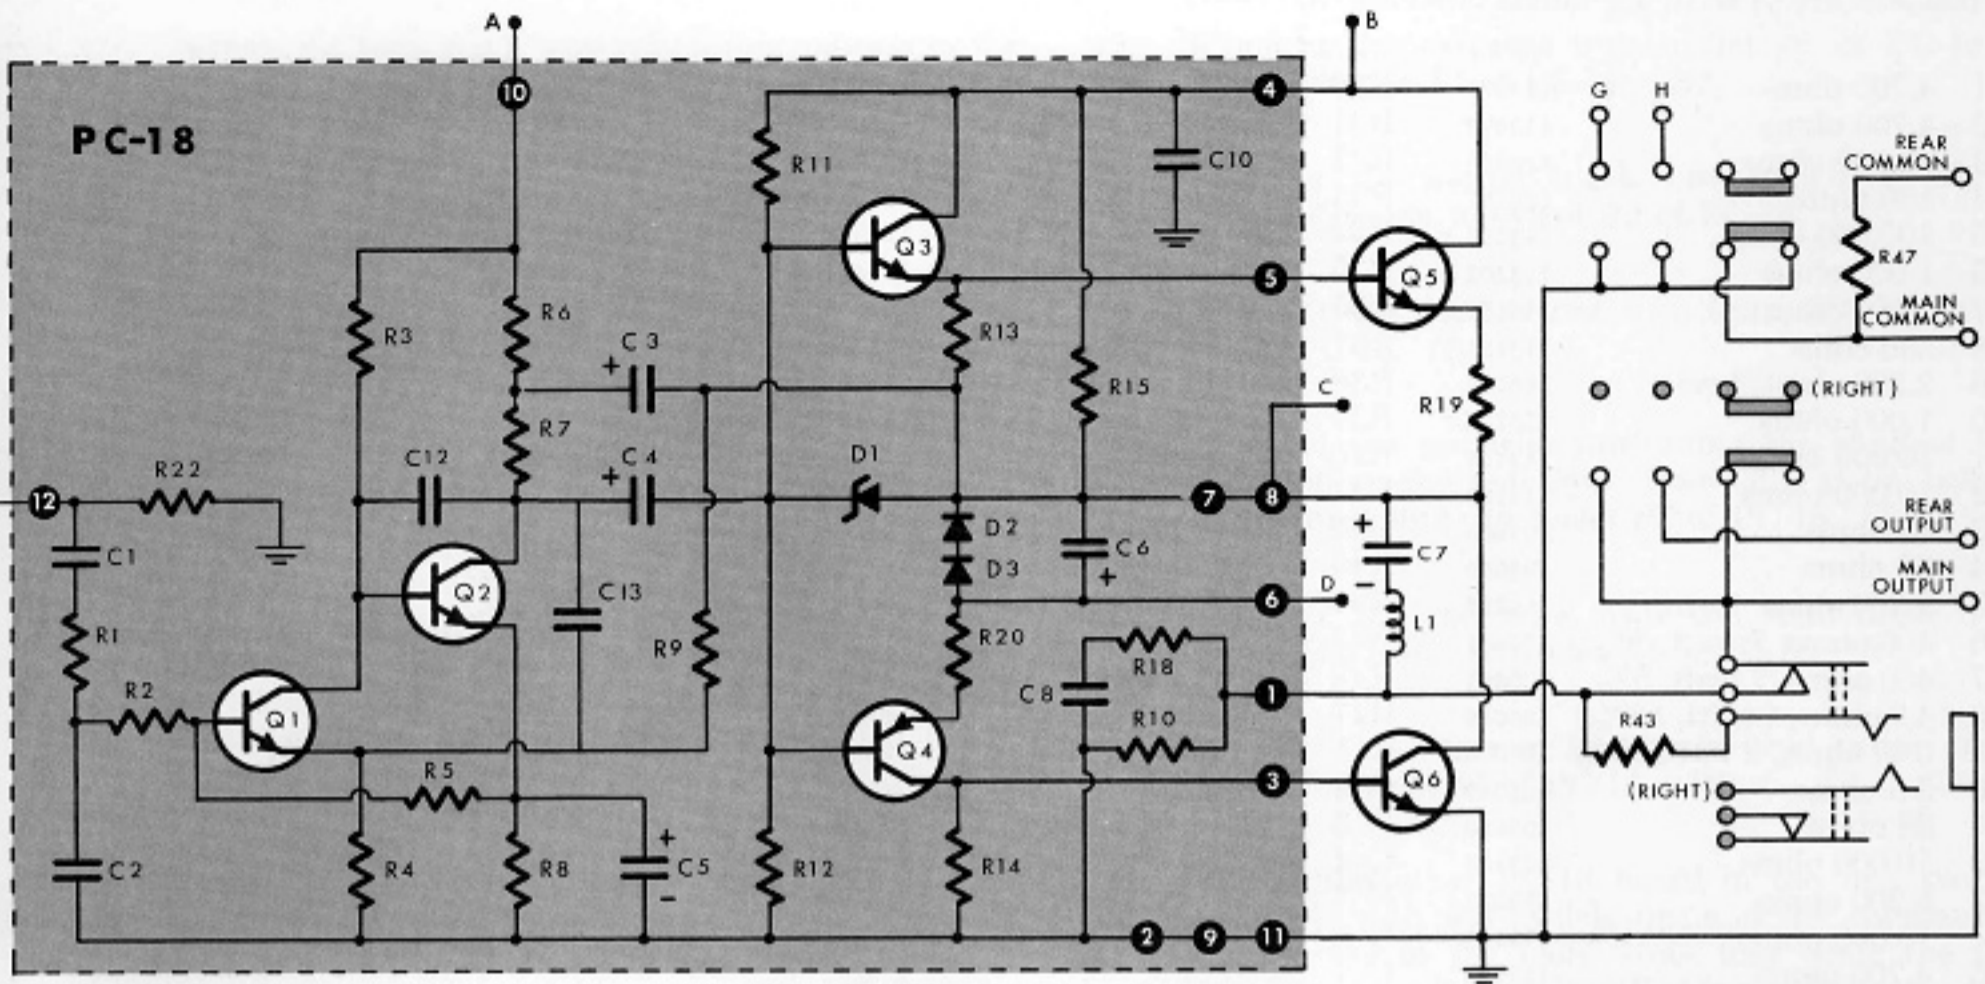 A
B
10
4
PC-18
G
H
REAR
COMMON
R11
C10
Q3
R6
R3
5
Q5
R47
R13
C3
+
MAIN
COMMON
R15
C
R19
(RIGHT)
R7
R22
C12
+
C4
D1
12
7
8
D2
+
REAR
OUTPUT
C1
D3
C6
C7
+
MAIN
OUTPUT
Q2
C13
6
D
−
R1
R9
R20
L1
R18
R2
C8
1
Q1
R10
R43
Q4
R5
3
Q6
(RIGHT)
+
C2
R4
R8
C5
R12
R14
−
2
9
11